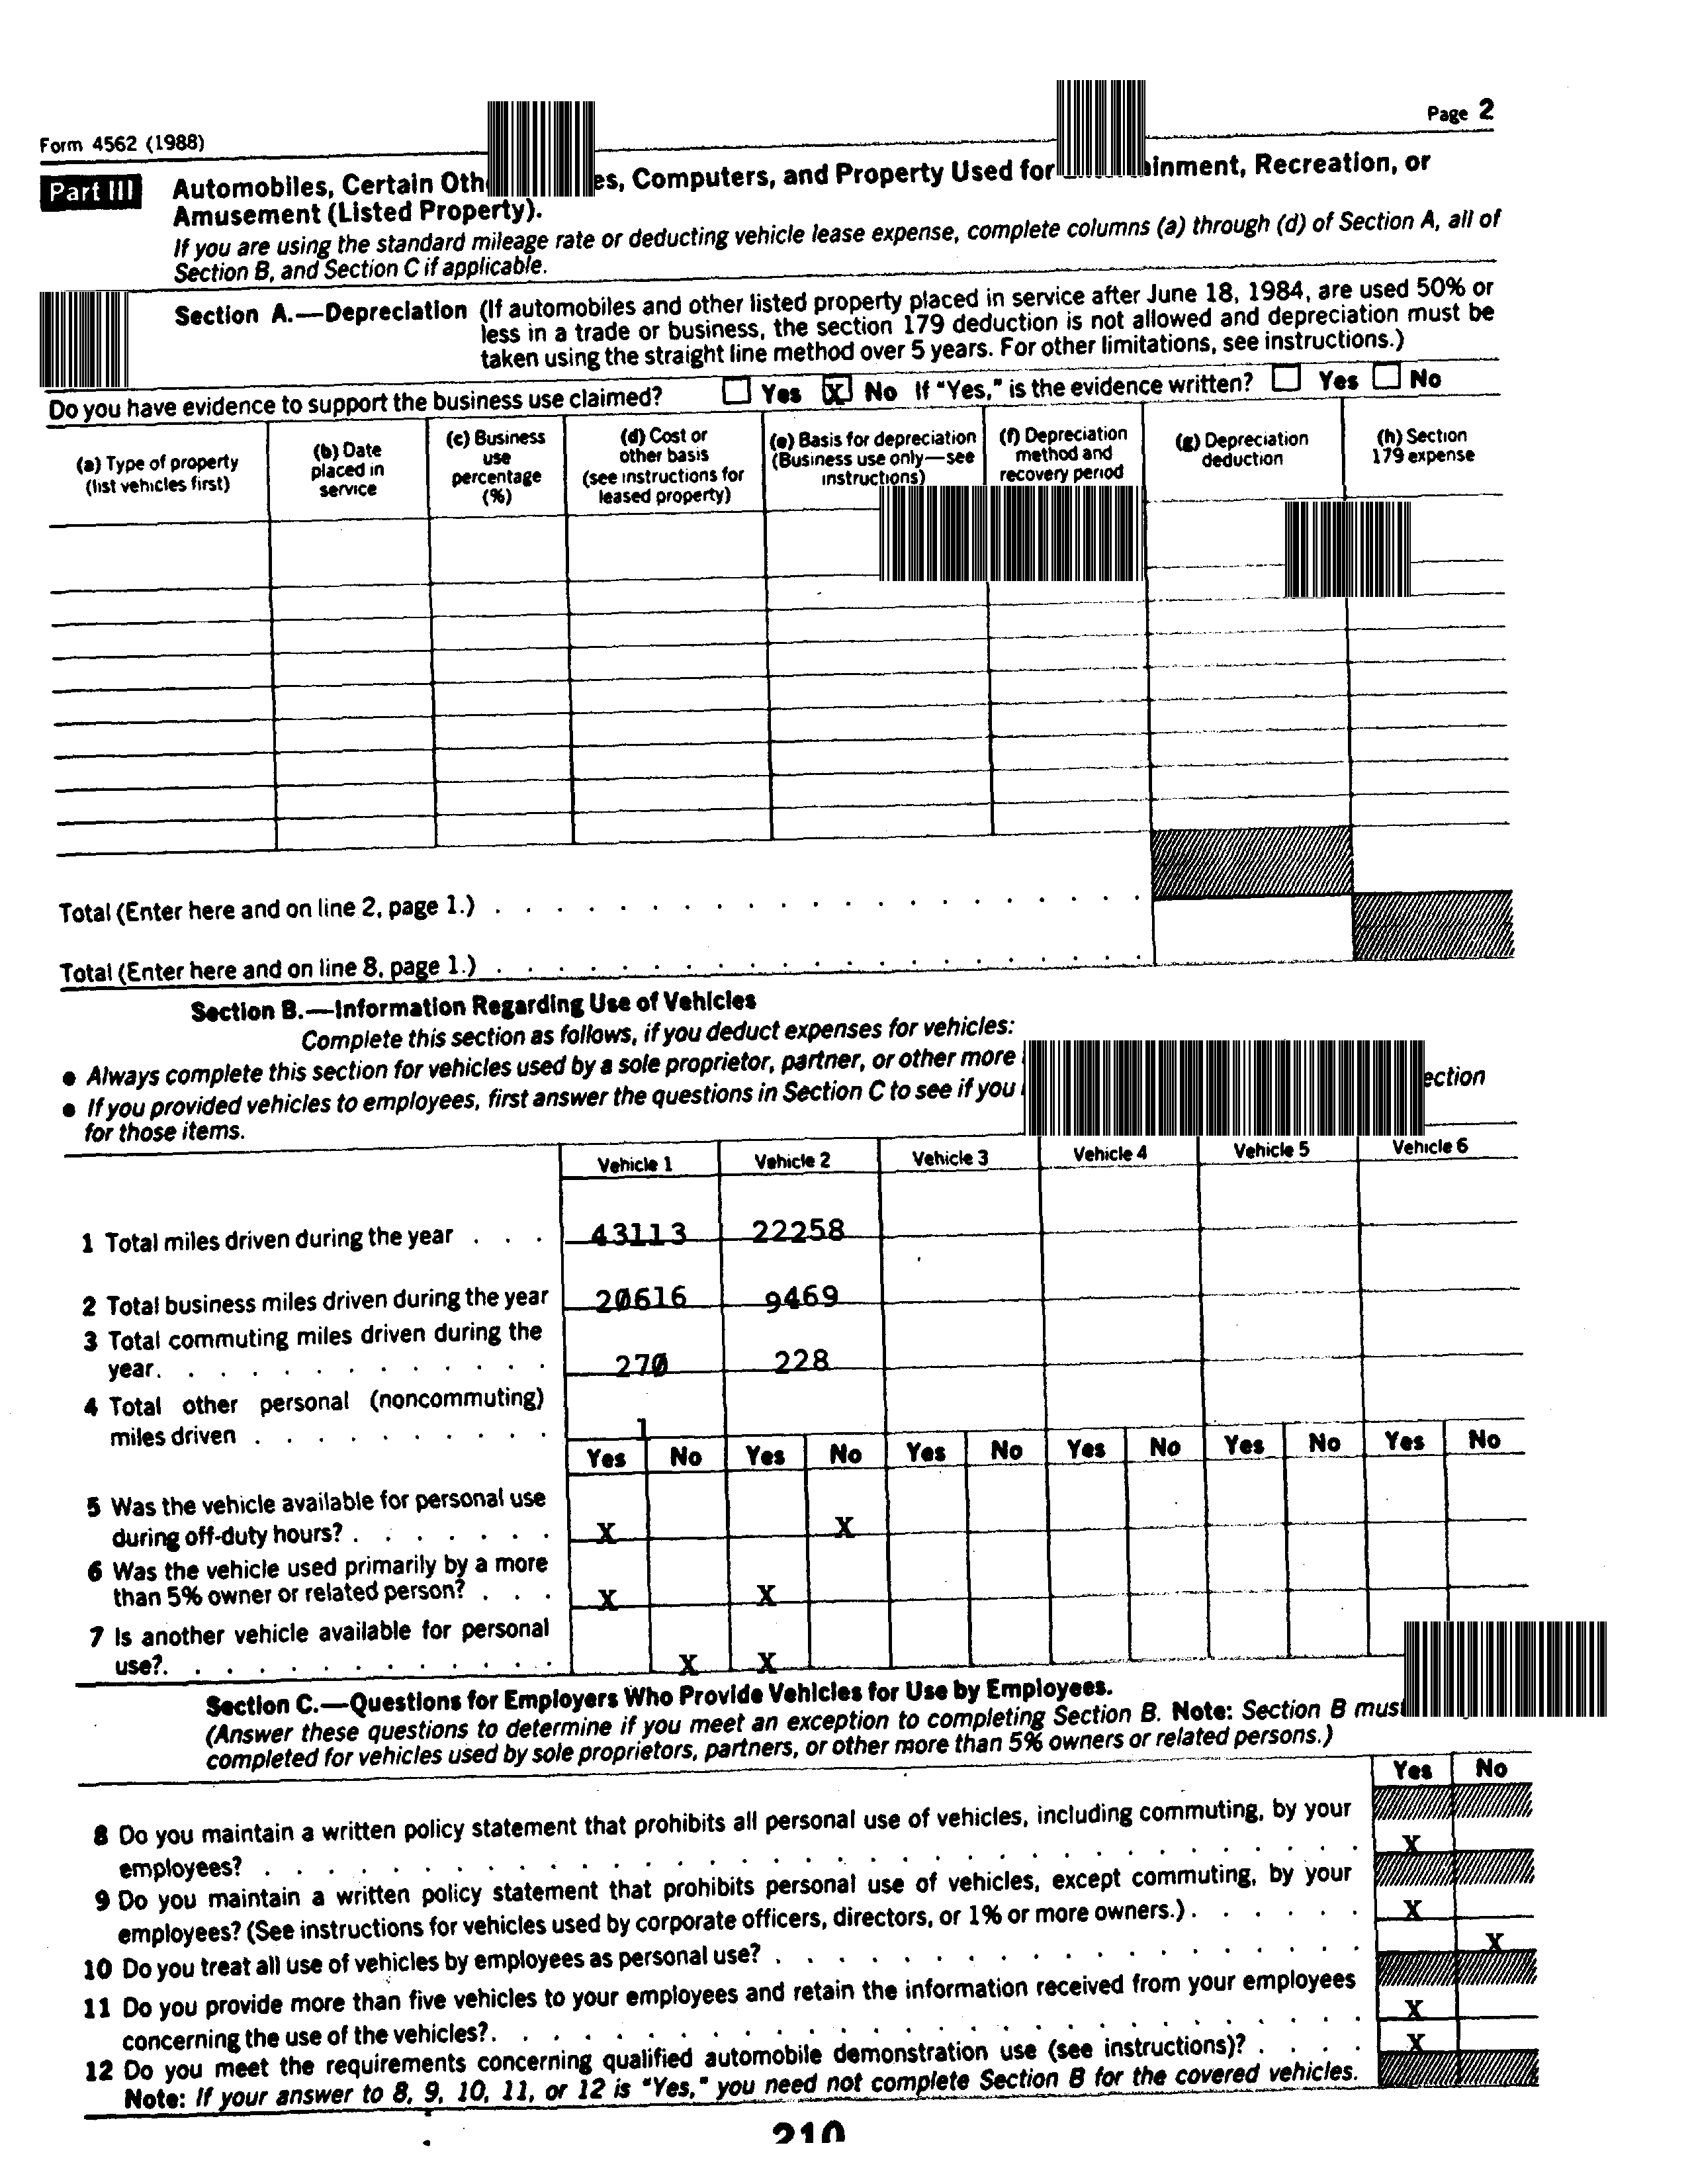 Form 4562 (1988)
Page 2
Part III Automobiles, Certain es, Computers, and Property Used for Recreation, or
Amusement (Listed Property).
If you are using the standard mileage rate or deducting vehicle lease expense, complete columns (a) through (d) of Section A, all of
Section B, and Section C if applicable.
Section A.—Depreciation (If automobiles and other listed property placed in service after June 18, 1984, are used 50% or
less in a trade or business, the section 179 deduction is not allowed and depreciation must be
taken using the straight line method over 5 years. For other limitations, see instructions.)
Do you have evidence to support the business use claimed? Yes X No If "Yes," is the evidence written? Yes No
(a) Type of property
(list vehicles first)
(b) Date
placed in
service
(c) Business
use
percentage
(%)
(d) Cost or
other basis
(see instructions for
leased property)
(e) Basis for depreciation
(Business use only—see
instructions)
(f) Depreciation
method and
recovery period
(g) Depreciation
deduction
(h) Section
179 expense
Total (Enter here and on line 2, page 1.) . . . . . . . . . . . . . . . . . . . . .
Total (Enter here and on line 8, page 1.) . . . . . . . . . . . . . . . . . . . . .
Section B.—Information Regarding Use of Vehicles
Complete this section as follows, if you deduct expenses for vehicles:
● Always complete this section for vehicles used by a sole proprietor, partner, or other more
● If you provided vehicles to employees, first answer the questions in Section C to see if you
for those items.
Vehicle 1 Vehicle 2 Vehicle 3 Vehicle 4 Vehicle 5 Vehicle 6
1 Total miles driven during the year . . . 43113 22258
2 Total business miles driven during the year 20616 9469
3 Total commuting miles driven during the
year. . . . . . . . . . . . . 270 228
4 Total other personal (noncommuting)
miles driven . . . . . . . . . . 1
Yes No Yes No Yes No Yes No Yes No Yes No
5 Was the vehicle available for personal use
during off-duty hours? . . . . . . . X X
6 Was the vehicle used primarily by a more
than 5% owner or related person? . . . X X
7 Is another vehicle available for personal
use?. . . . . . . . . . . . . X X
Section C.—Questions for Employers Who Provide Vehicles for Use by Employees.
(Answer these questions to determine if you meet an exception to completing Section B. Note: Section B must
completed for vehicles used by sole proprietors, partners, or other more than 5% owners or related persons.)
Yes No
8 Do you maintain a written policy statement that prohibits all personal use of vehicles, including commuting, by your
employees? . . . . . . . . . . . . . . . . . . . . . . . . . . . . . . . . . . X
9 Do you maintain a written policy statement that prohibits personal use of vehicles, except commuting, by your
employees? (See instructions for vehicles used by corporate officers, directors, or 1% or more owners.) . . . . . . X
10 Do you treat all use of vehicles by employees as personal use? . . . . . . . . . . . . . . . . . . . X
11 Do you provide more than five vehicles to your employees and retain the information received from your employees
concerning the use of the vehicles?. . . . . . . . . . . . . . . . . . . . . . . . . . . . X
12 Do you meet the requirements concerning qualified automobile demonstration use (see instructions)? . . . . X
Note: If your answer to 8, 9, 10, 11, or 12 is "Yes," you need not complete Section B for the covered vehicles.
210